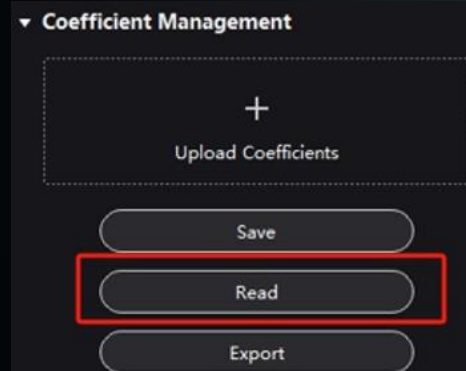 Coefficient Management
Upload Coefficients
Save
Read
Export